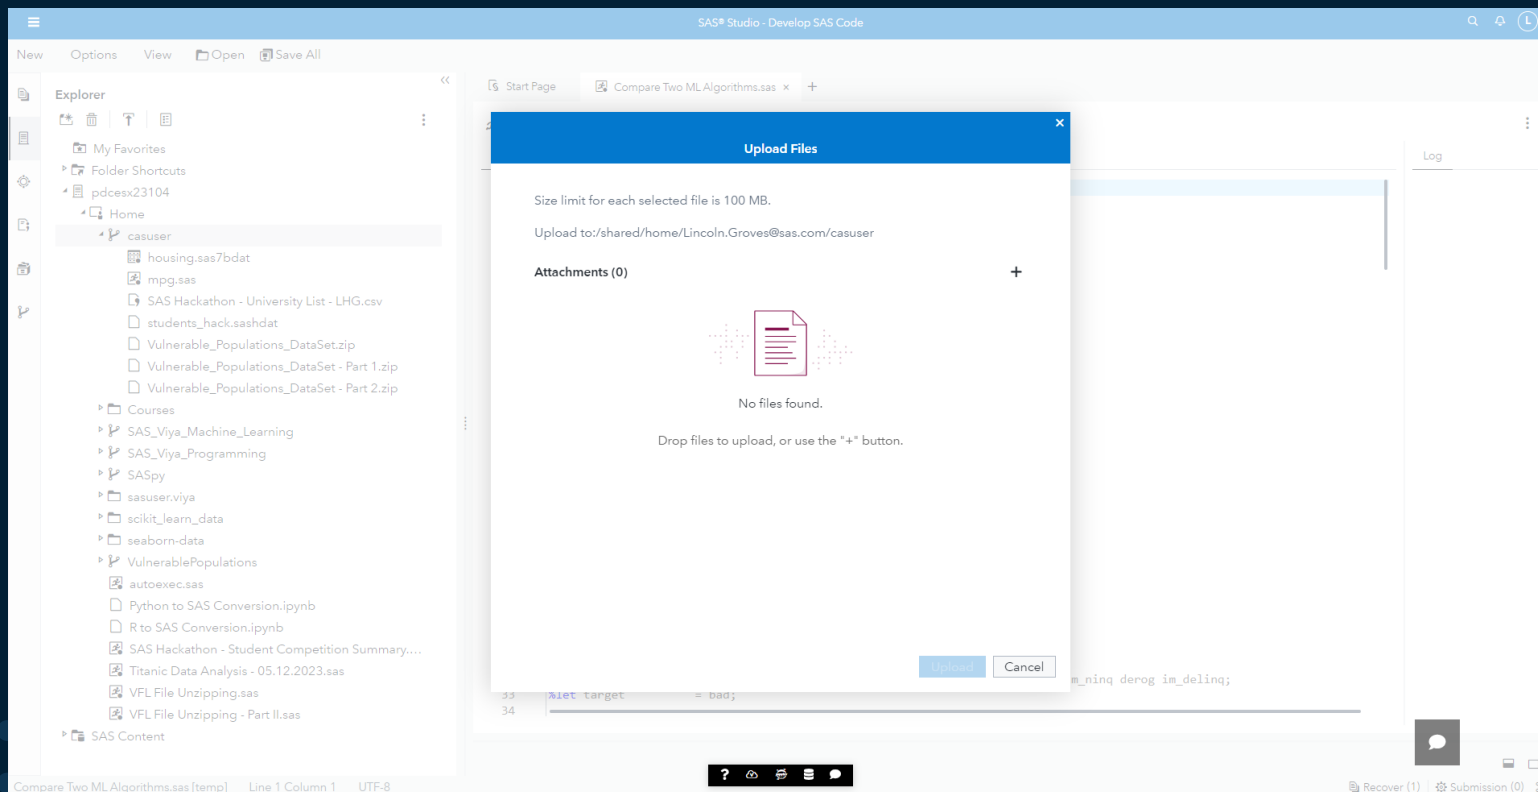 SAS® Studio - Develop SAS Code
L
New Options View Open Save All
Explorer
Start Page
Compare Two ML Algorithms.sas × +
My Favorites
Folder Shortcuts
pdcesx23104
Home
casuser
housing.sas7bdat
mpg.sas
SAS Hackathon - University List - LHG.csv
students_hack.sashdat
Vulnerable_Populations_DataSet.zip
Vulnerable_Populations_DataSet - Part 1.zip
Vulnerable_Populations_DataSet - Part 2.zip
Courses
SAS_Viya_Machine_Learning
SAS_Viya_Programming
SASpy
sasuser.viya
scikit_learn_data
seaborn-data
VulnerablePopulations
autoexec.sas
Python to SAS Conversion.ipynb
R to SAS Conversion.ipynb
SAS Hackathon - Student Competition Summary....
Titanic Data Analysis - 05.12.2023.sas
VFL File Unzipping.sas
VFL File Unzipping - Part II.sas
SAS Content
Upload Files
Size limit for each selected file is 100 MB.
Upload to:/shared/home/Lincoln.Groves@sas.com/casuser
Attachments (0)
No files found.
Drop files to upload, or use the "+" button.
Upload Cancel
Log
m_ninq derog im_delinq;
33 %let target = bad;
34
Compare Two ML Algorithms.sas [temp] Line 1 Column 1 UTF-8
Recover (1) Submission (0)